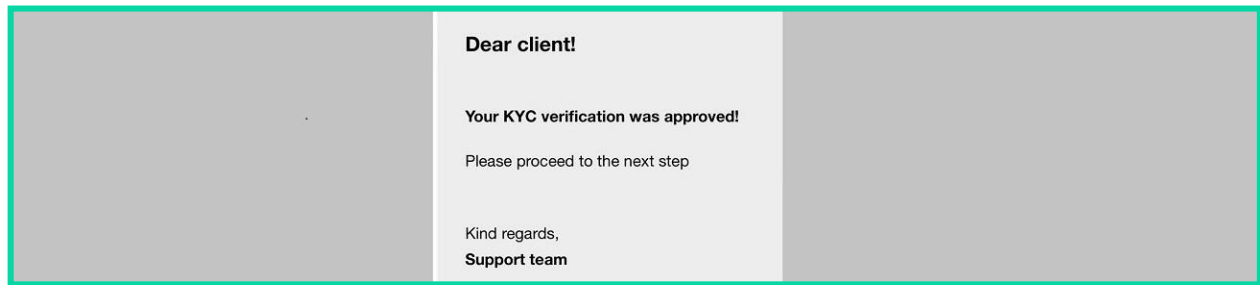 Dear client!
Your KYC verification was approved!
Please proceed to the next step
Kind regards,
Support team